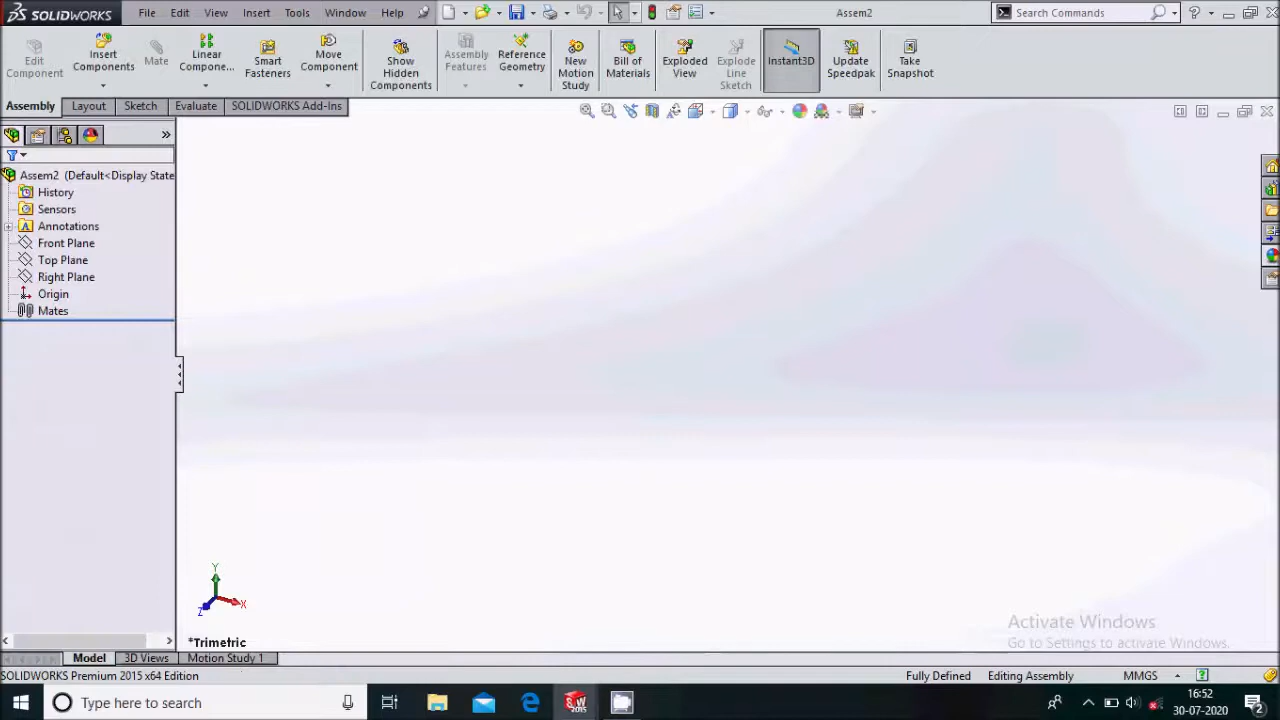 SOLIDWORKS File Edit View Insert Tools Window Help Assem2 Search Commands
Edit Component
Insert Components
Mate
Linear Compone...
Smart Fasteners
Move Component
Show Hidden Components
Assembly Features
Reference Geometry
New Motion Study
Bill of Materials
Exploded View
Explode Line Sketch
Instant3D
Update Speedpak
Take Snapshot
Assembly Layout Sketch Evaluate SOLIDWORKS Add-Ins
Assem2 (Default<Display State
History
Sensors
Annotations
Front Plane
Top Plane
Right Plane
Origin
Mates
Y
Z X
*Trimetric
Activate Windows
Go to Settings to activate Windows.
Model 3D Views Motion Study 1
SOLIDWORKS Premium 2015 x64 Edition Fully Defined Editing Assembly MMGS
Type here to search
16:52
30-07-2020
2